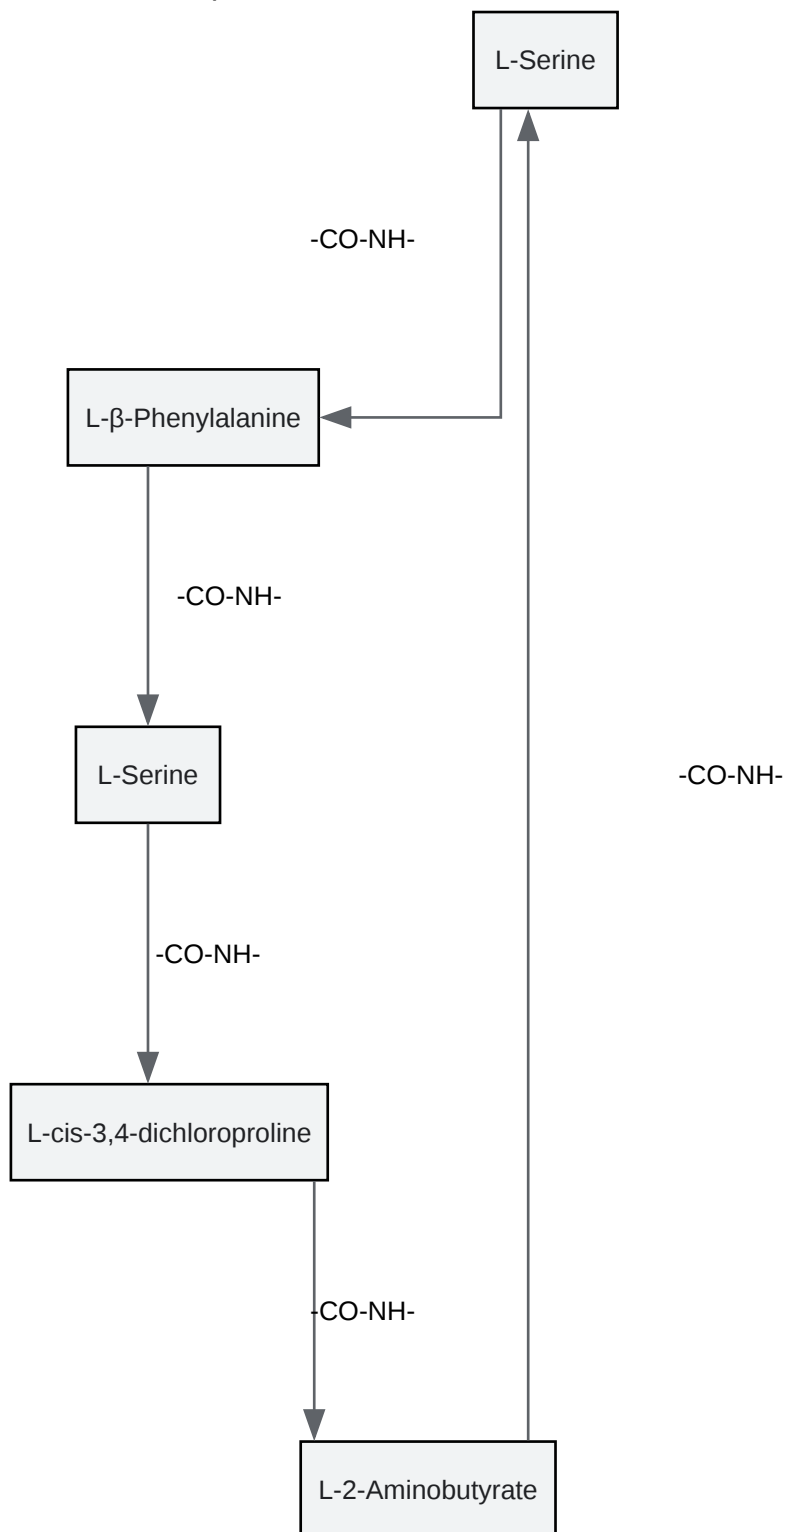 L-Serine
-CO-NH-
L-β-Phenylalanine
-CO-NH-
L-Serine
-CO-NH-
-CO-NH-
L-cis-3,4-dichloroproline
-CO-NH-
L-2-Aminobutyrate